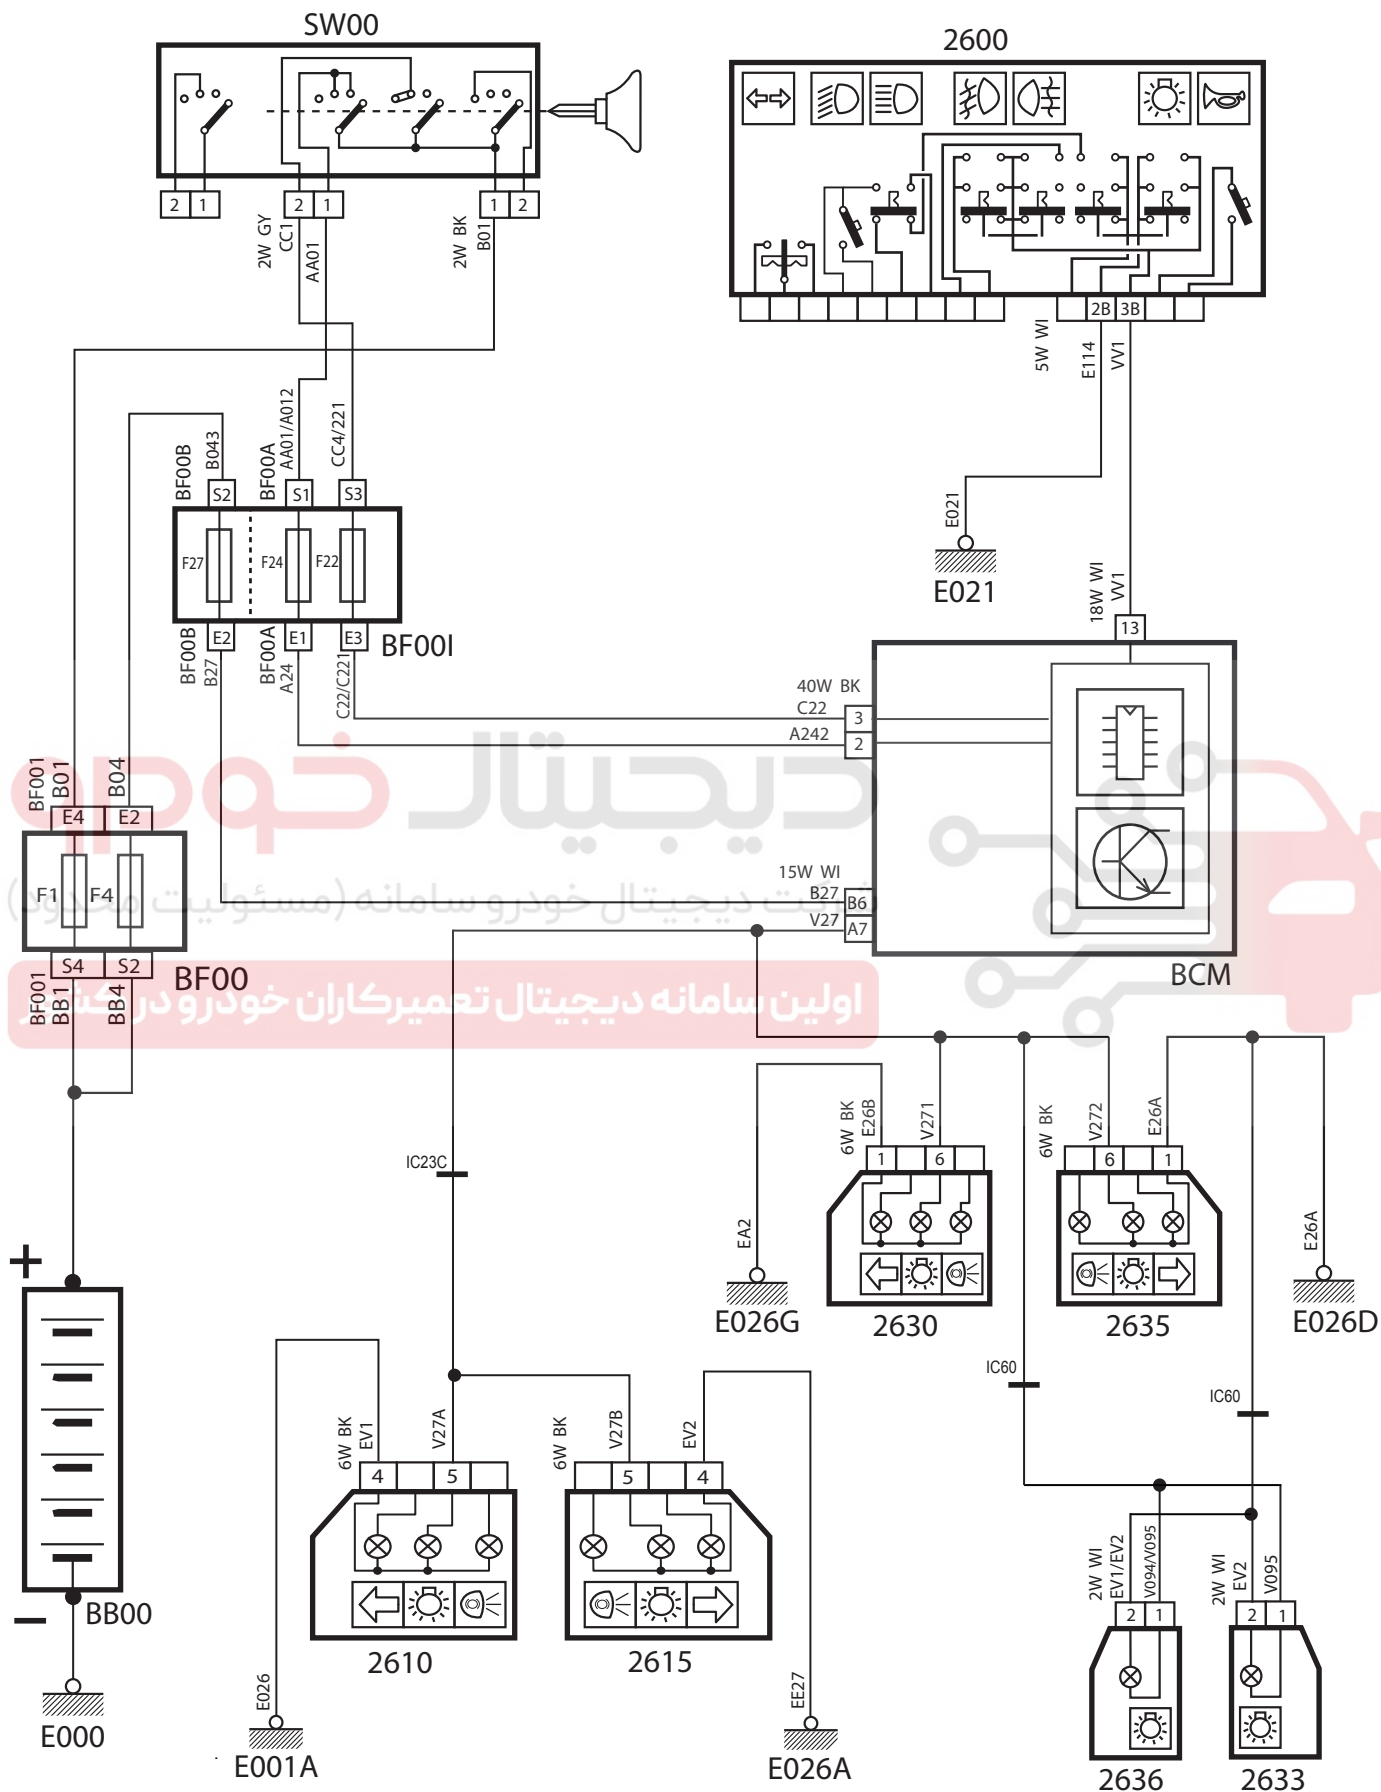 SW00
2600
2
1
2
1
1
2
2W GY
CC1
AA01
2W BK
B01
2B
3B
5W WI
E114
VV1
BF00B
B043
BF00A
AA01/A012
CC4/221
S2
S1
S3
F27
F24
F22
E021
E021
18W WI
VV1
13
BF00B
B27
E2
BF00A
A24
E1
C22/C221
E3
BF00I
40W BK
C22
3
A242
2
BF001
B01
B04
E4
E2
دیجیتال خودرو
F1
F4
15W WI
B27
B6
V27
A7
شرکت دیجیتال خودرو سامانه (مسئولیت محدود)
S4
S2
BF00
BCM
BF001
BB1
BB4
اولین سامانه دیجیتال تعمیرکاران خودرو در کشور
6W BK
E26B
V271
6W BK
V272
E26A
1
6
6
1
IC23C
EA2
E26A
E026G
2630
2635
E026D
+
IC60
IC60
6W BK
EV1
V27A
6W BK
V27B
EV2
4
5
5
4
2W WI
EV1/EV2
V094/V095
2W WI
EV2
V095
2
1
2
1
−
BB00
2610
2615
E026
EE27
E000
E001A
E026A
2636
2633